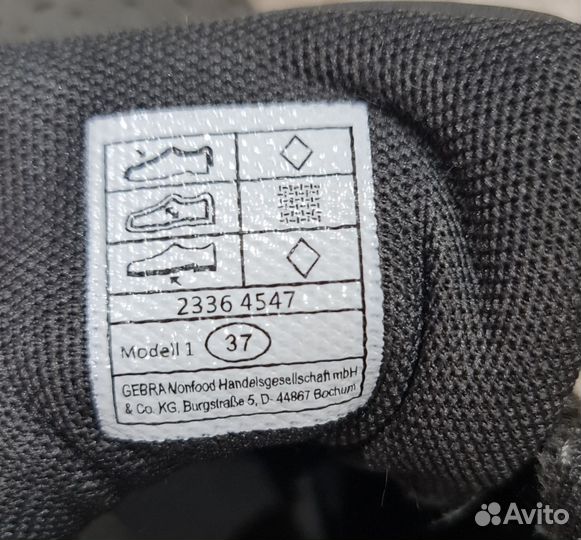 2336 4547
Modell 1 37
GEBRA Nonfood Handelsgesellschaft mbH
& Co. KG, Burgstraße 5, D- 44867 Bochum
Avito